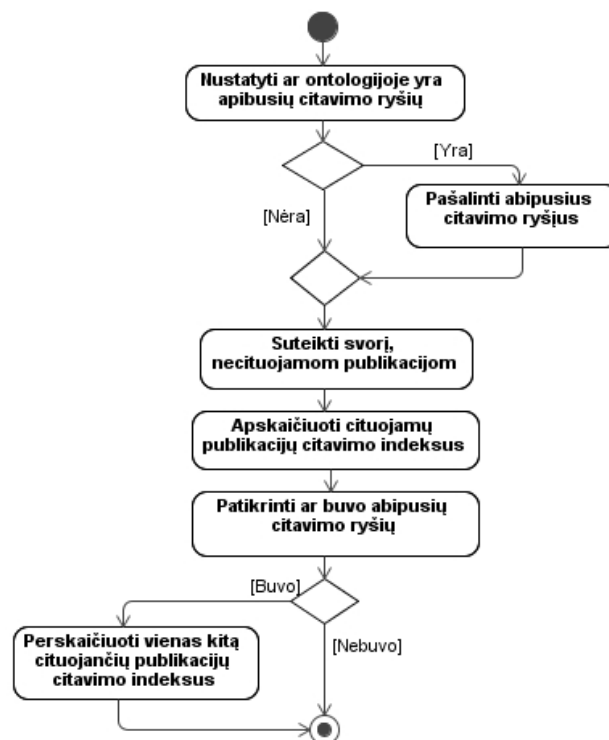 Nustatyti ar ontologijoje yra
apibusių citavimo ryšių
[Yra]
[Nėra]
Pašalinti abipusius
citavimo ryšįus
Suteikti svorį,
necituojamom publikacijom
Apskaičiuoti cituojamų
publikacijų citavimo indeksus
Patikrinti ar buvo abipusių
citavimo ryšių
[Buvo]
[Nebuvo]
Perskaičiuoti vienas kitą
cituojančių publikacijų
citavimo indeksus